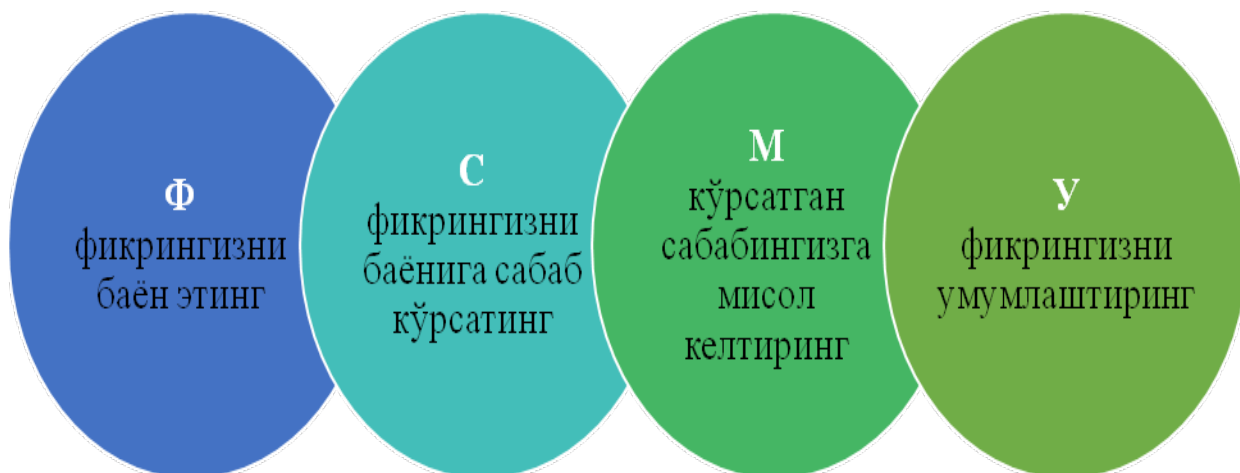 Ф
фикрингизни
баён этинг
С
фикрингизни
баёнига сабаб
кўрсатинг
М
кўрсатган
сабабингизга
мисол
келтиринг
У
фикрингизни
умумлаштиринг